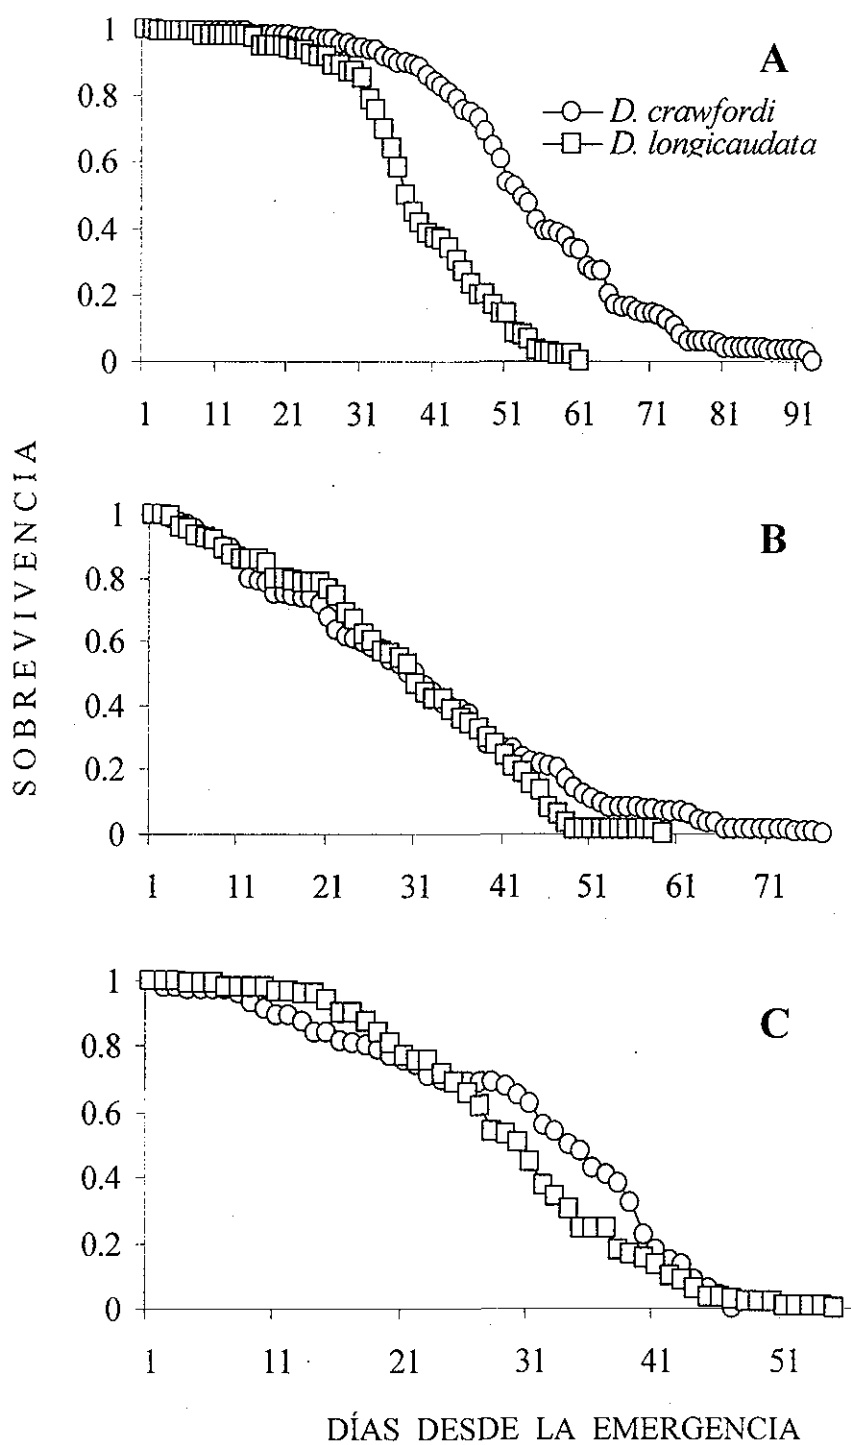 A
D. crawfordi
D. longicaudata
1
0.8
0.6
0.4
0.2
0
1 11 21 31 41 51 61 71 81 91
B
1
0.8
0.6
0.4
0.2
0
1 11 21 31 41 51 61 71
C
1
0.8
0.6
0.4
0.2
0
1 11 21 31 41 51
SOBREVIVENCIA
DÍAS DESDE LA EMERGENCIA